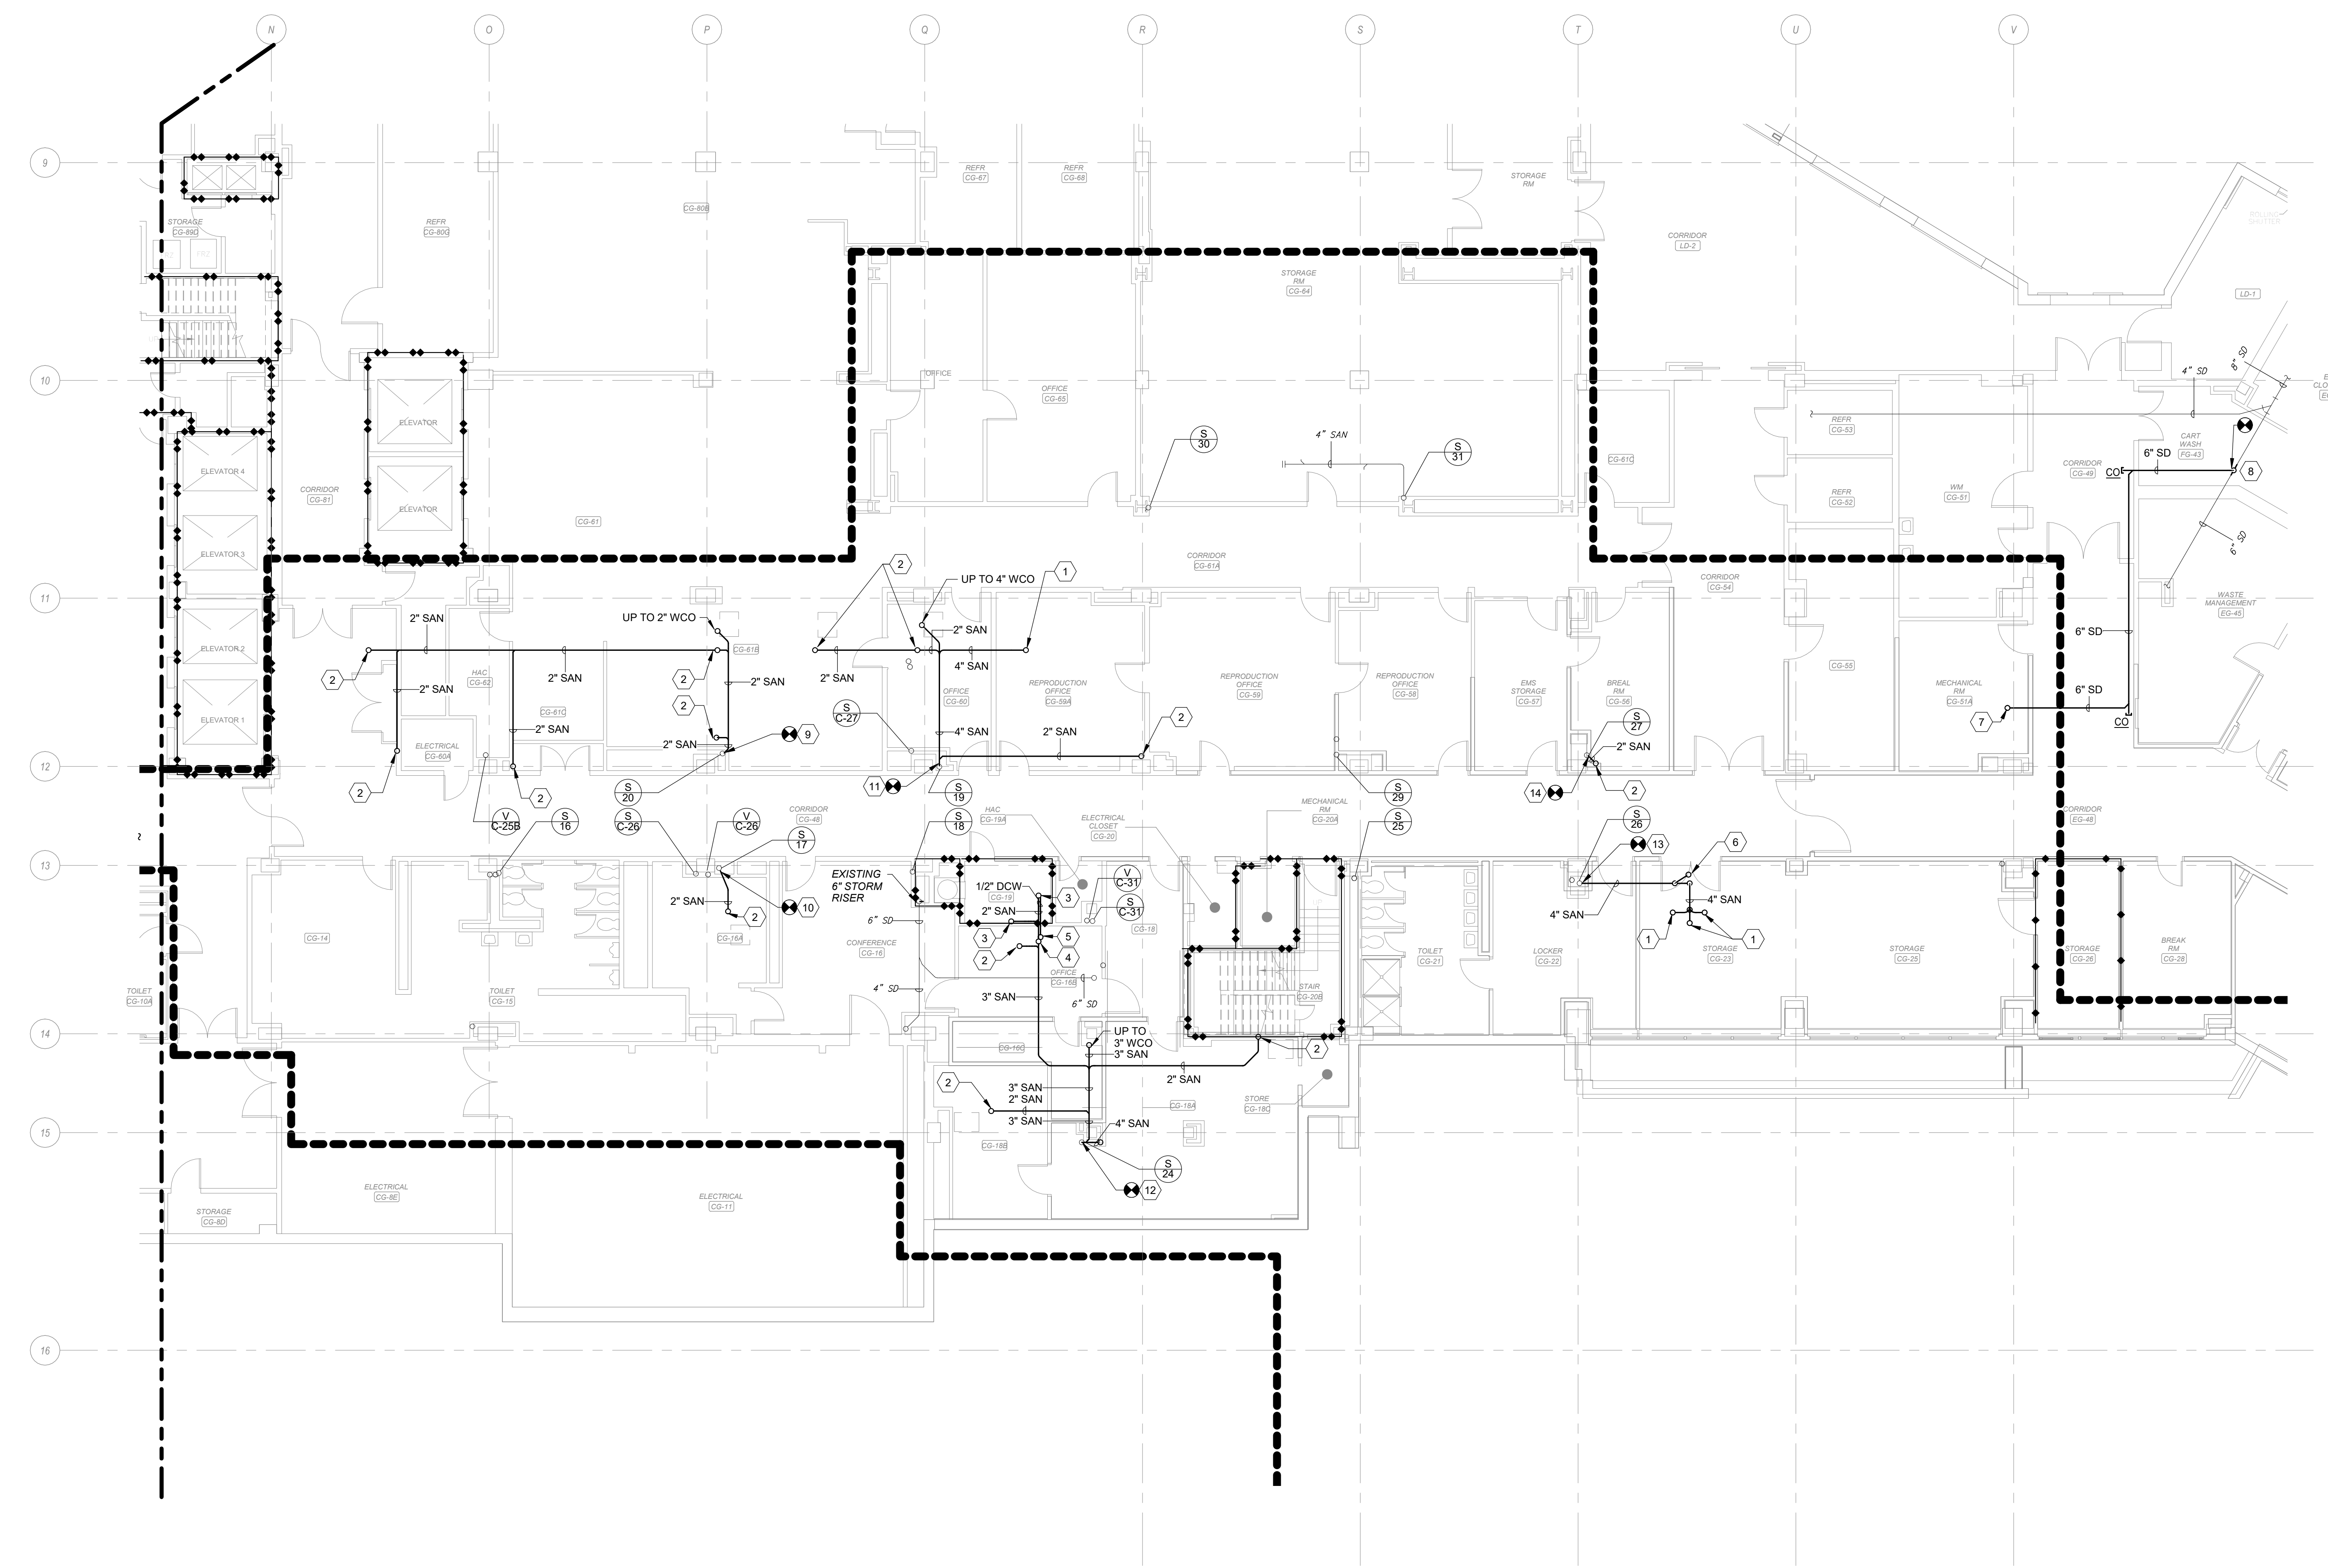 N
O
P
Q
R
S
T
U
V
9
10
11
12
13
14
15
16
STORAGE
CG-89D
FRZ
REFR
CG-80G
CG-80B
REFR
CG-67
REFR
CG-68
STORAGE
RM
CORRIDOR
LD-2
ROLLING
SHUTTER
LD-1
STORAGE
RM
CG-64
OFFICE
OFFICE
CG-65
ELEVATOR
ELEVATOR
ELEVATOR 4
ELEVATOR 3
ELEVATOR 2
ELEVATOR 1
CORRIDOR
CG-81
CG-61
S
30
4" SAN
S
31
CG-61C
REFR
CG-53
REFR
CG-52
WM
CG-51
4" SD
8" SD
CART
WASH
FG-43
CORRIDOR
CG-49
6" SD
CO
8
6" SD
CORRIDOR
CG-61A
CORRIDOR
CG-54
WASTE
MANAGEMENT
EG-45
2
UP TO 4" WCO
1
UP TO 2" WCO
2" SAN
2" SAN
CG-61B
4" SAN
2" SAN
2" SAN
2
2" SAN
HAC
CG-62
2
2" SAN
2
CG-61C
2" SAN
2" SAN
9
ELECTRICAL
CG-60A
S
C-27
OFFICE
CG-60
REPRODUCTION
OFFICE
CG-59A
2
4" SAN
2" SAN
REPRODUCTION
OFFICE
CG-59
REPRODUCTION
OFFICE
CG-58
EMS
STORAGE
CG-57
BREAL
RM
CG-56
S
27
2" SAN
CG-55
MECHANICAL
RM
CG-51A
6" SD
6" SD
7
CO
2
2
S
20
11
S
19
S
29
14
2
V
C-25B
S
16
S
C-26
V
C-26
S
17
CORRIDOR
CG-48
S
18
HAC
CG-19A
ELECTRICAL
CLOSET
CG-20
MECHANICAL
RM
CG-20A
S
25
S
26
13
6
CORRIDOR
EG-48
EXISTING
6" STORM
RISER
1/2" DCW
CG-19
2" SAN
3
V
C-31
S
C-31
2" SAN
2
10
6" SD
3
5
4
2
CG-14
CG-16A
CONFERENCE
CG-16
OFFICE
CG-16B
CG-18
4" SAN
4" SAN
1
1
STORAGE
CG-23
TOILET
CG-21
LOCKER
CG-22
STORAGE
CG-25
STORAGE
CG-26
BREAK
RM
CG-28
TOILET
CG-10A
TOILET
CG-15
4" SD
3" SAN
6" SD
STAIR
CG-20B
UP TO
3" WCO
3" SAN
CG-16C
2
2" SAN
2
3" SAN
2" SAN
3" SAN
4" SAN
CG-18A
STORE
CG-18C
CG-18B
S
24
12
ELECTRICAL
CG-8E
ELECTRICAL
CG-11
STORAGE
CG-8D